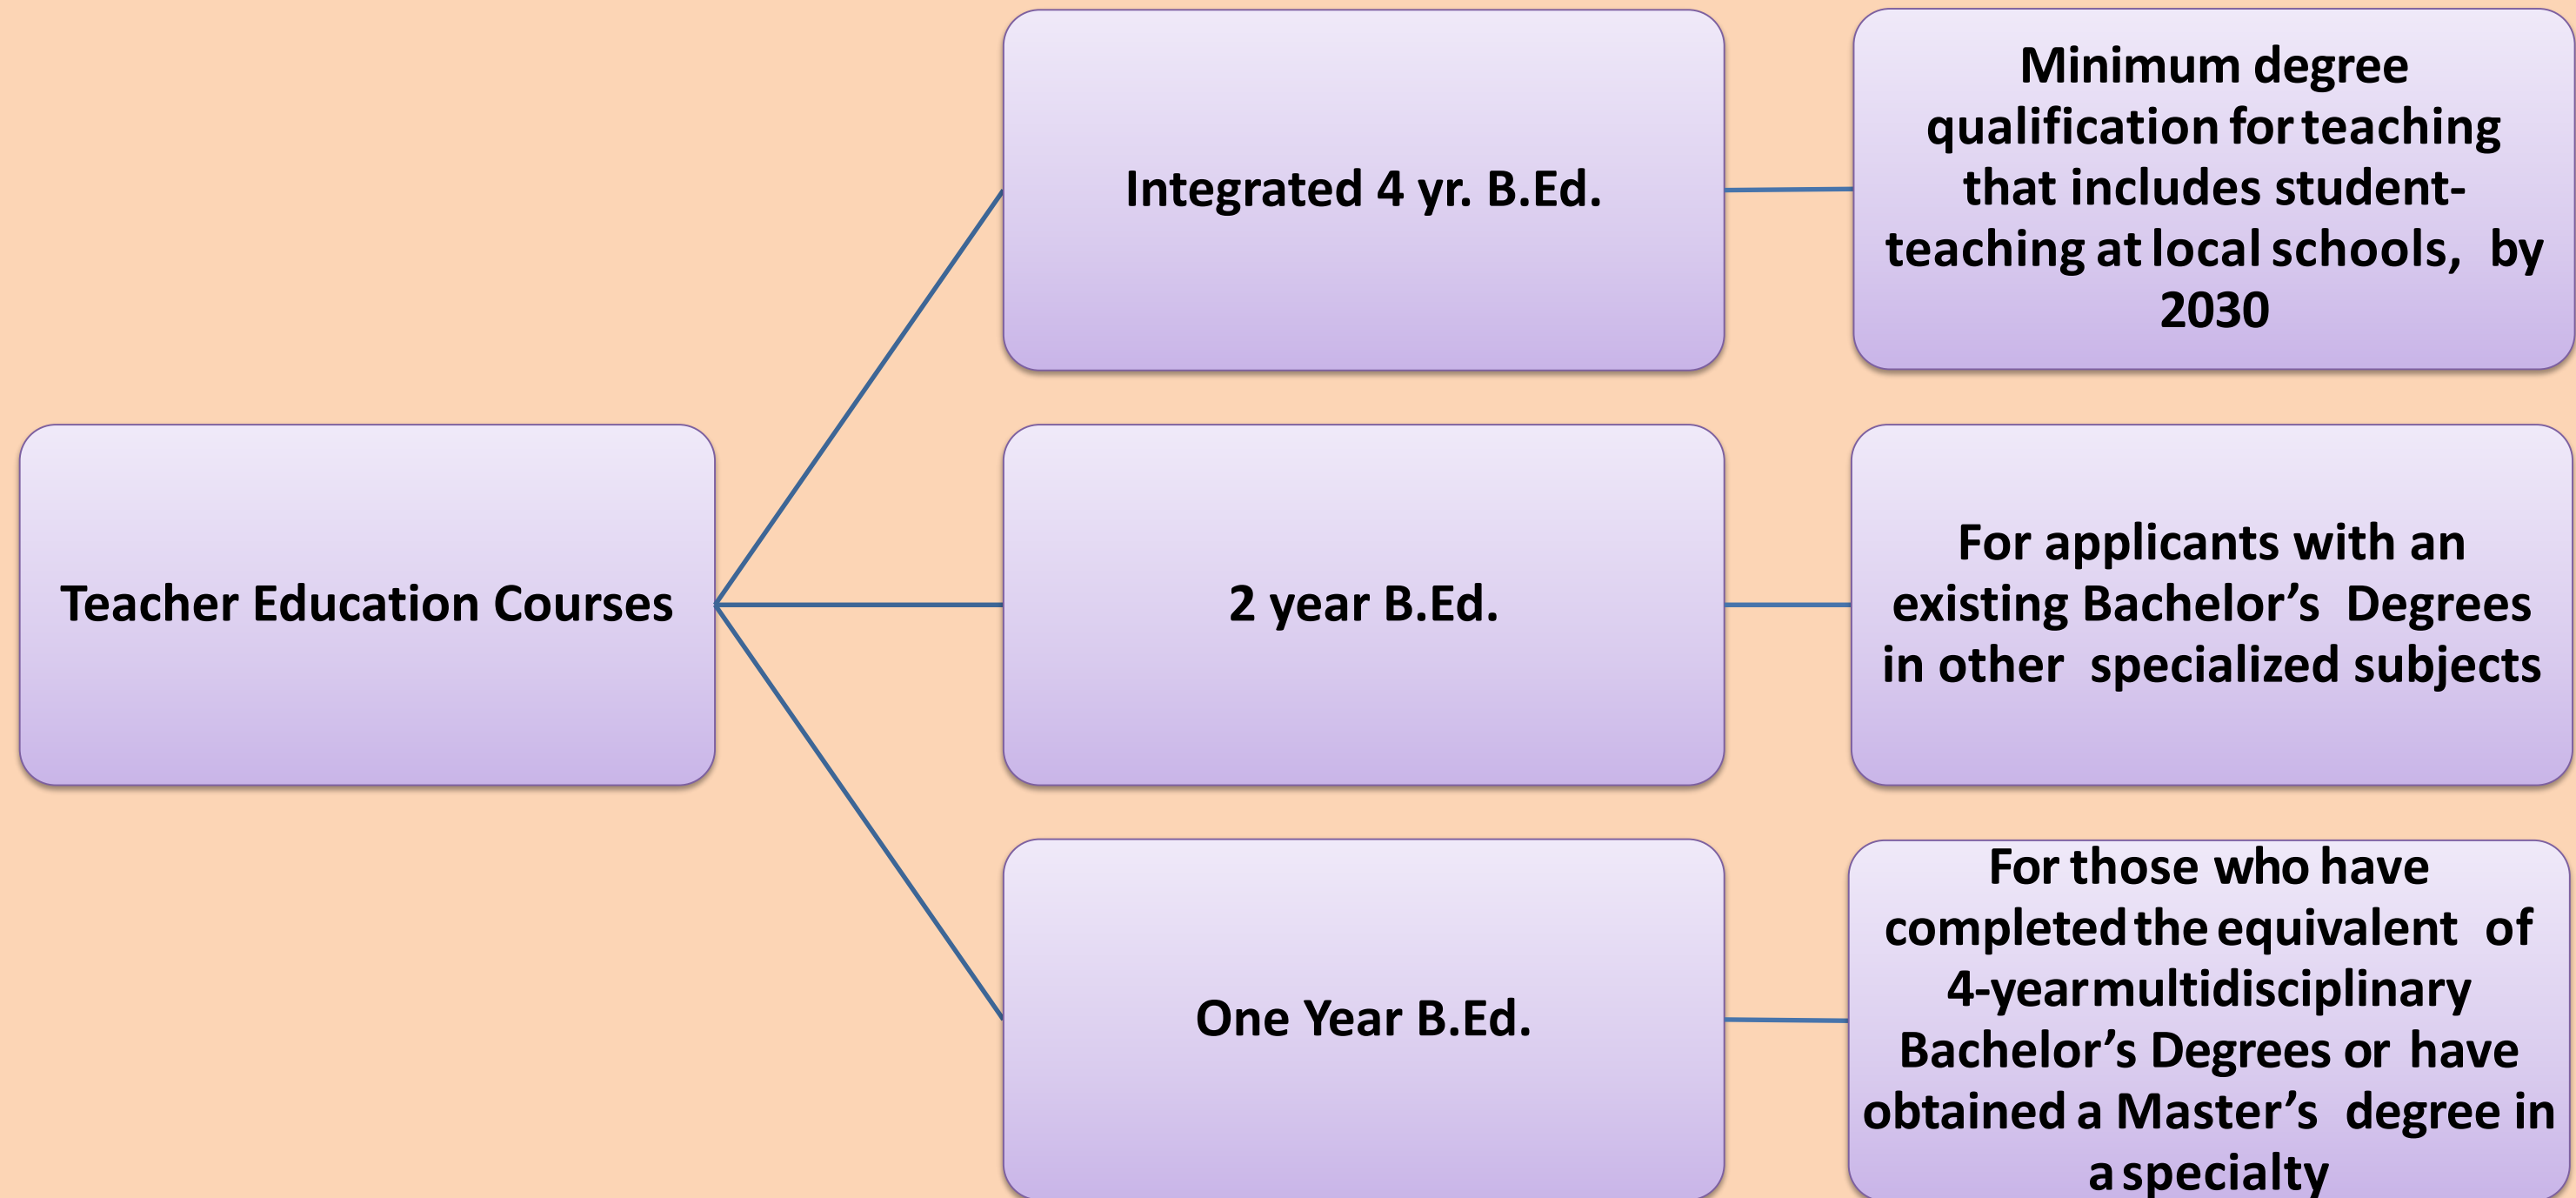 Teacher Education Courses
Integrated 4 yr. B.Ed.
Minimum degree
qualification for teaching
that includes student-
teaching at local schools, by
2030
2 year B.Ed.
For applicants with an
existing Bachelor’s Degrees
in other specialized subjects
One Year B.Ed.
For those who have
completed the equivalent of
4-year multidisciplinary
Bachelor’s Degrees or have
obtained a Master’s degree in
a specialty